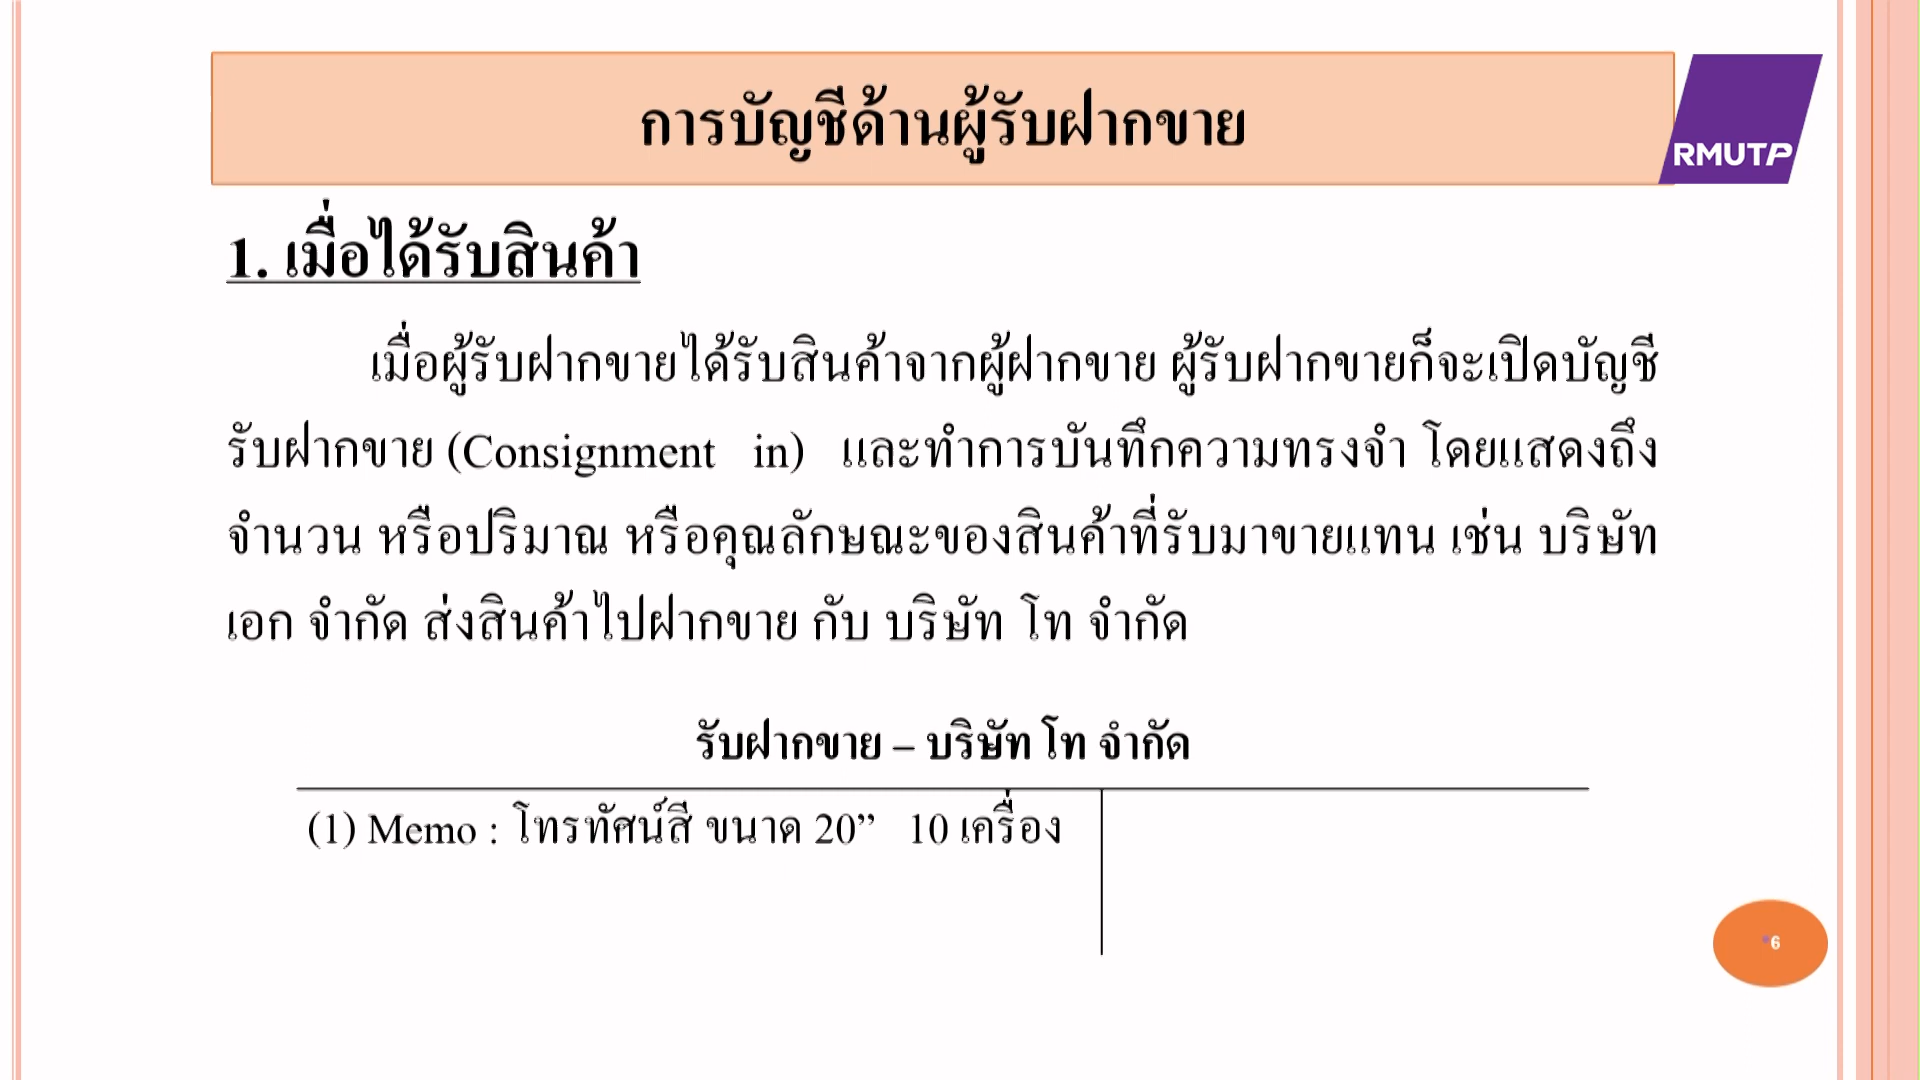 การบัญชีด้านผู้รับฝากขาย
RMUTP
1. เมื่อได้รับสินค้า
เมื่อผู้รับฝากขายได้รับสินค้าจากผู้ฝากขาย ผู้รับฝากขายก็จะเปิดบัญชี
รับฝากขาย (Consignment in) และทำการบันทึกความทรงจำ โดยแสดงถึง
จำนวน หรือปริมาณ หรือคุณลักษณะของสินค้าที่รับมาขายแทน เช่น บริษัท
เอก จำกัด ส่งสินค้าไปฝากขาย กับ บริษัท โท จำกัด
รับฝากขาย – บริษัท โท จำกัด
(1) Memo : โทรทัศน์สี ขนาด 20” 10 เครื่อง
6